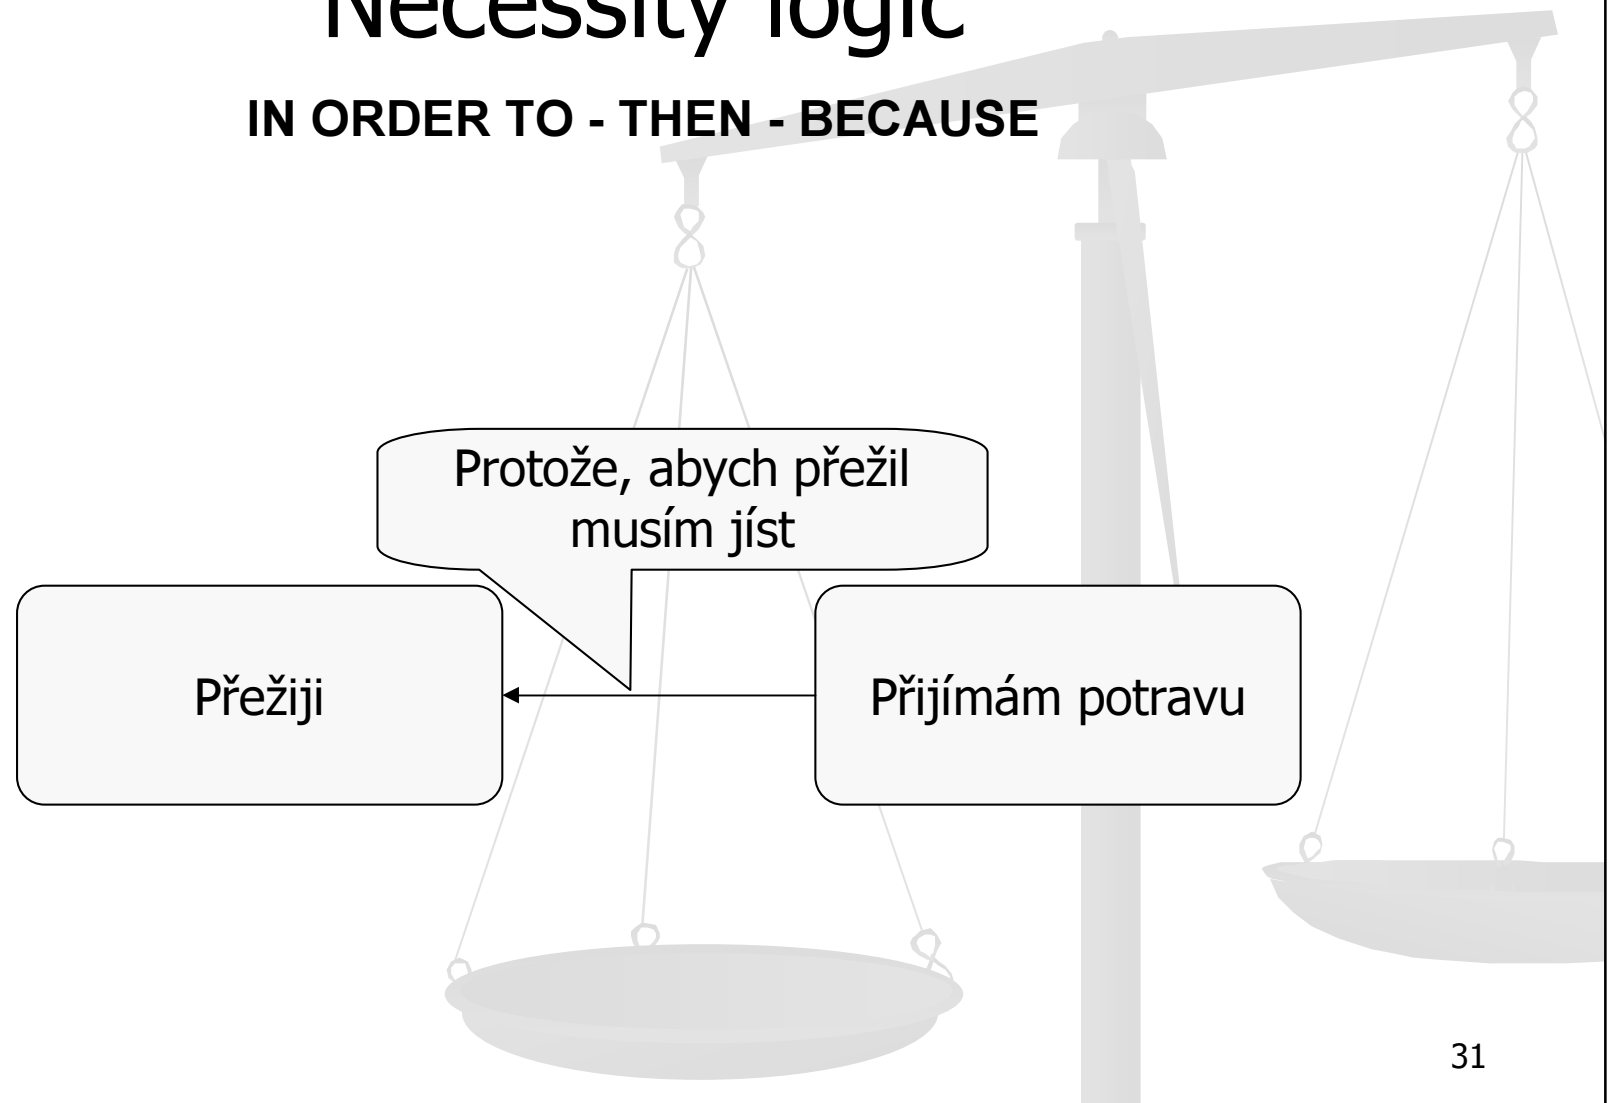 Necessity logic
IN ORDER TO - THEN - BECAUSE
Protože, abych přežil
musím jíst
Přežiji
Přijímám potravu
31